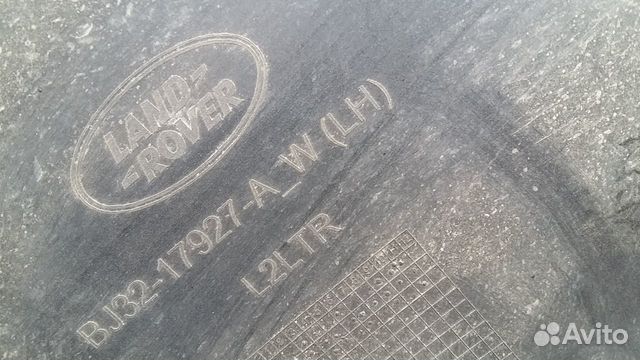 LAND-
-ROVER
BJ32-17927-A_W (LH)
L2LTR
Avito